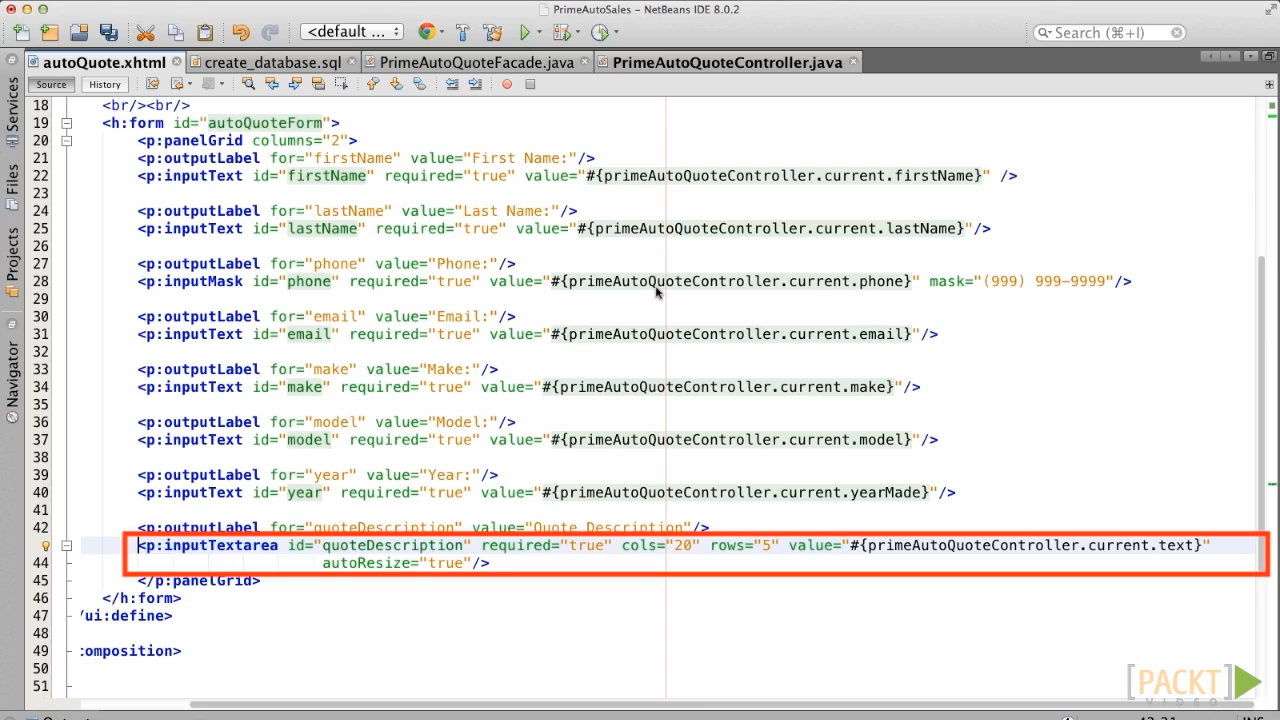 PrimeAutoSales - NetBeans IDE 8.0.2
<default ...>
Search (⌘+I)
autoQuote.xhtml
create_database.sql
PrimeAutoQuoteFacade.java
PrimeAutoQuoteController.java
Source
History
Services
Files
Projects
Navigator
18 <br/><br/>
19 <h:form id="autoQuoteForm">
20 <p:panelGrid columns="2">
21 <p:outputLabel for="firstName" value="First Name:"/>
22 <p:inputText id="firstName" required="true" value="#{primeAutoQuoteController.current.firstName}" />
23
24 <p:outputLabel for="lastName" value="Last Name:"/>
25 <p:inputText id="lastName" required="true" value="#{primeAutoQuoteController.current.lastName}"/>
26
27 <p:outputLabel for="phone" value="Phone:"/>
28 <p:inputMask id="phone" required="true" value="#{primeAutoQuoteController.current.phone}" mask="(999) 999-9999"/>
29
30 <p:outputLabel for="email" value="Email:"/>
31 <p:inputText id="email" required="true" value="#{primeAutoQuoteController.current.email}"/>
32
33 <p:outputLabel for="make" value="Make:"/>
34 <p:inputText id="make" required="true" value="#{primeAutoQuoteController.current.make}"/>
35
36 <p:outputLabel for="model" value="Model:"/>
37 <p:inputText id="model" required="true" value="#{primeAutoQuoteController.current.model}"/>
38
39 <p:outputLabel for="year" value="Year:"/>
40 <p:inputText id="year" required="true" value="#{primeAutoQuoteController.current.yearMade}"/>
41
42 <p:outputLabel for="quoteDescription" value="Quote Description"/>
43 <p:inputTextarea id="quoteDescription" required="true" cols="20" rows="5" value="#{primeAutoQuoteController.current.text}"
44 autoResize="true"/>
45 </p:panelGrid>
46 </h:form>
47 /ui:define>
48
49 :omposition>
50
51
[PACKT]
VIDEO